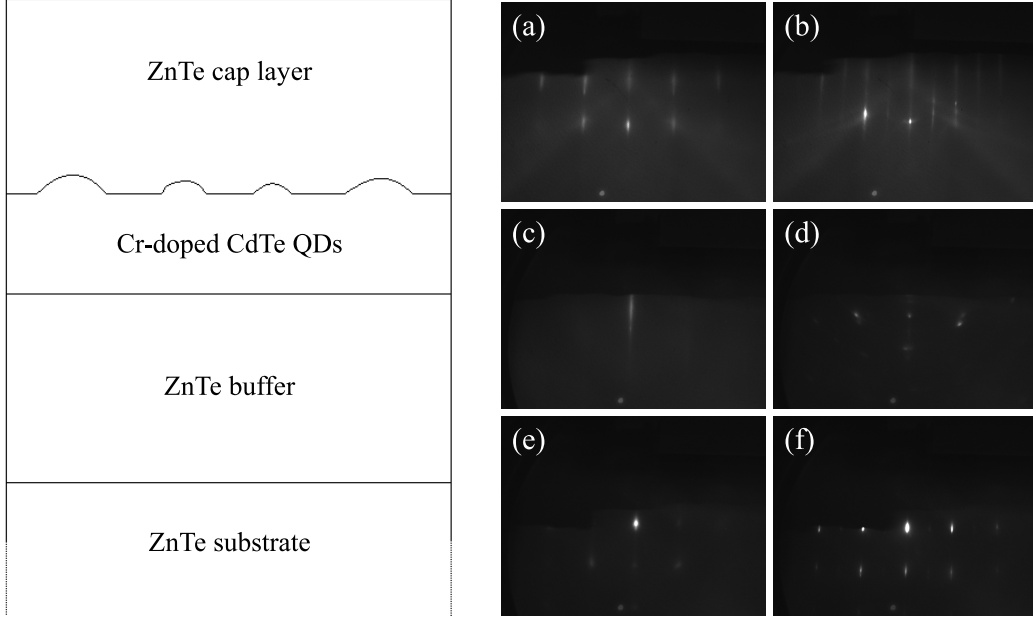 ZnTe cap layer
Cr-doped CdTe QDs
ZnTe buffer
ZnTe substrate
(a)
(b)
(c)
(d)
(e)
(f)